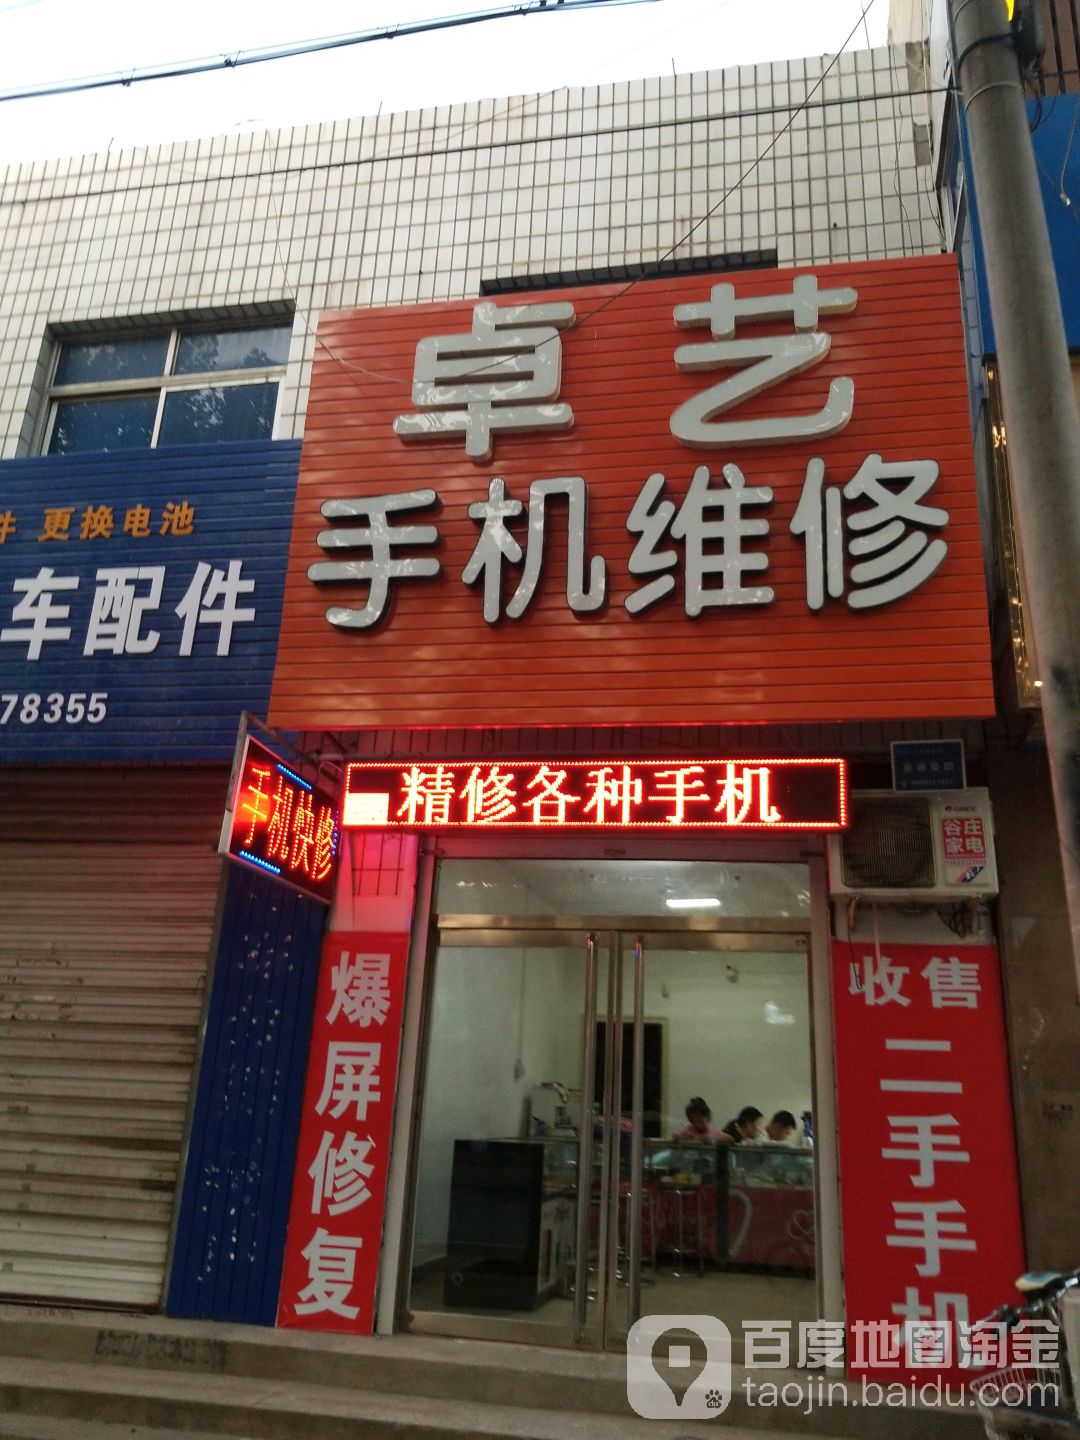 卓艺
手机维修
更换电池
车配件
78355
手机快修
精修各种手机
GREE
谷庄
家电
爆屏修复
收售
二手手机
百度地图淘金
taojin.baidu.com